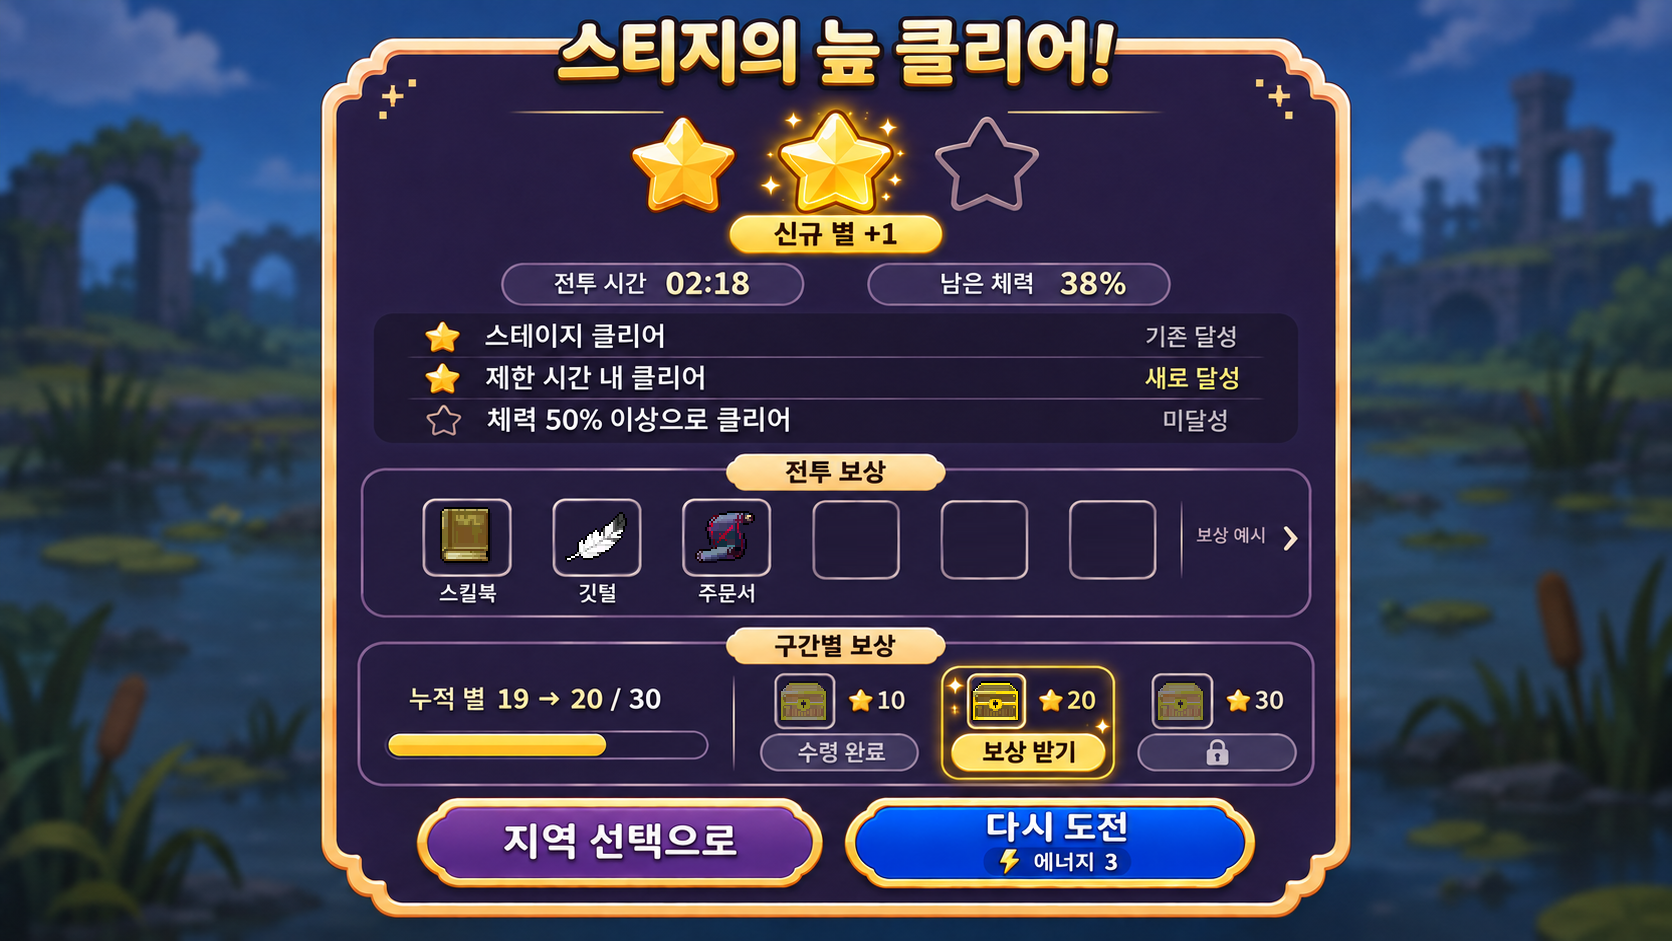 스티지의 늪 클리어!
신규 별 +1
전투 시간 02:18
남은 체력 38%
스테이지 클리어 기존 달성
제한 시간 내 클리어 새로 달성
체력 50% 이상으로 클리어 미달성
전투 보상
스킬북
깃털
주문서
보상 예시
구간별 보상
누적 별 19 → 20 / 30
10
수령 완료
20
보상 받기
30
지역 선택으로
다시 도전
에너지 3